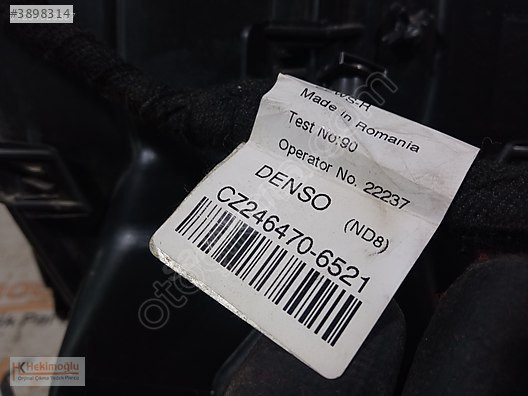 #3898314
Made in Romania
Test No:90
Operator No. 22237
DENSO (ND8)
CZ246470-6521
Hekimoğlu